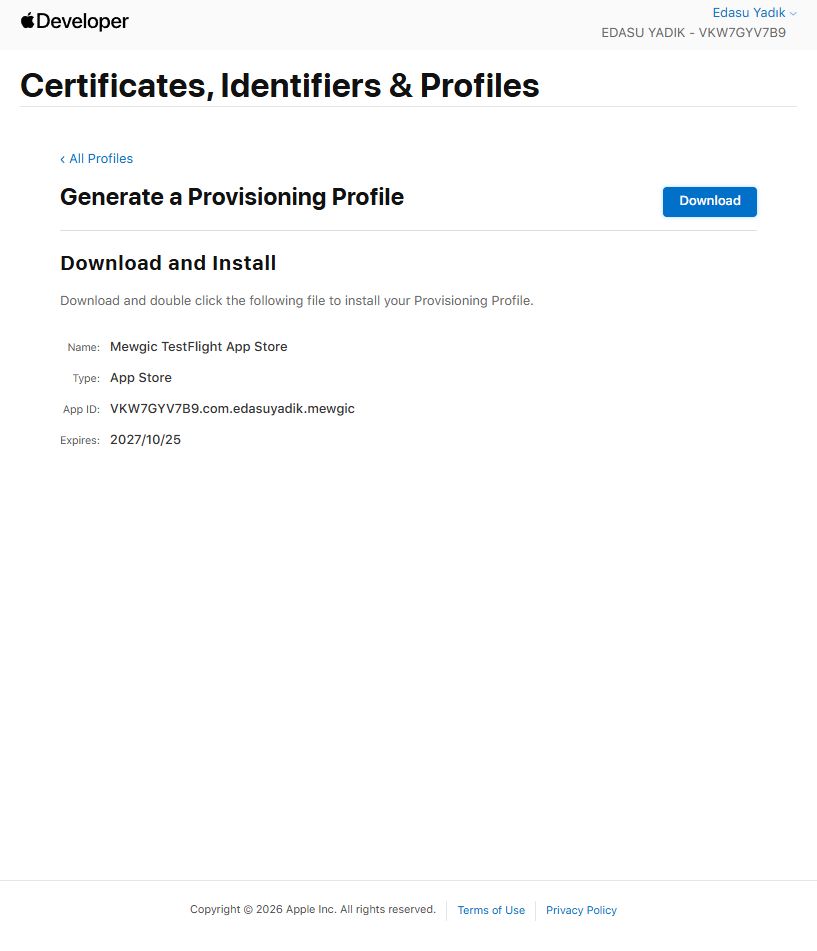 Developer
Edasu Yadık
EDASU YADIK - VKW7GYV7B9
Certificates, Identifiers & Profiles
‹ All Profiles
Generate a Provisioning Profile
Download
Download and Install
Download and double click the following file to install your Provisioning Profile.
Name: Mewgic TestFlight App Store
Type: App Store
App ID: VKW7GYV7B9.com.edasuyadik.mewgic
Expires: 2027/10/25
Copyright © 2026 Apple Inc. All rights reserved. Terms of Use Privacy Policy